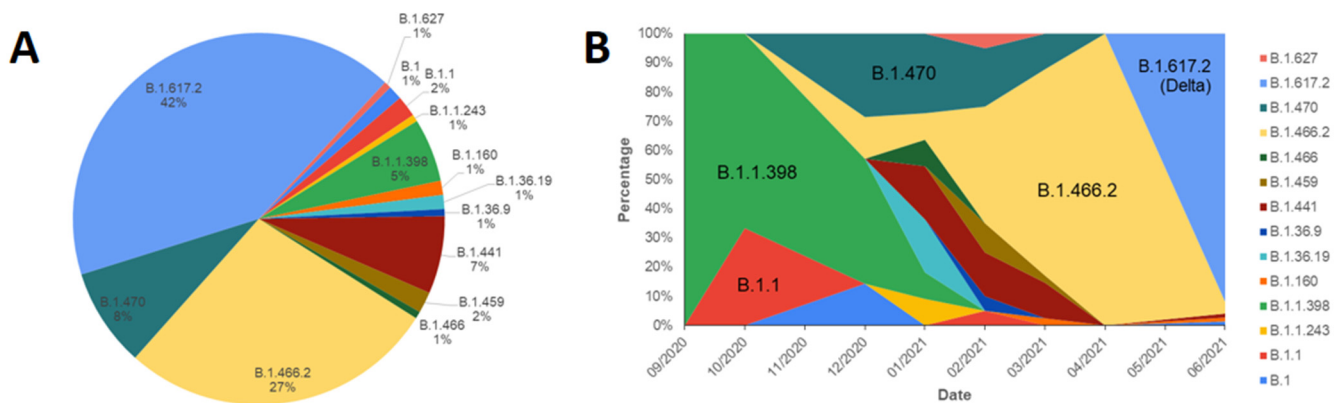 A
B.1.627
1%
B.1
1%
B.1.1
2%
B.1.1.243
1%
B.1.1.398
5%
B.1.160
1%
B.1.36.19
1%
B.1.36.9
1%
B.1.441
7%
B.1.459
2%
B.1.466
1%
B.1.466.2
27%
B.1.470
8%
B.1.617.2
42%
B
Percentage
100%
90%
80%
70%
60%
50%
40%
30%
20%
10%
0%
B.1.470
B.1.617.2
(Delta)
B.1.1.398
B.1.466.2
B.1.1
09/2020
10/2020
11/2020
12/2020
01/2021
02/2021
03/2021
04/2021
05/2021
06/2021
Date
B.1.627
B.1.617.2
B.1.470
B.1.466.2
B.1.466
B.1.459
B.1.441
B.1.36.9
B.1.36.19
B.1.160
B.1.1.398
B.1.1.243
B.1.1
B.1